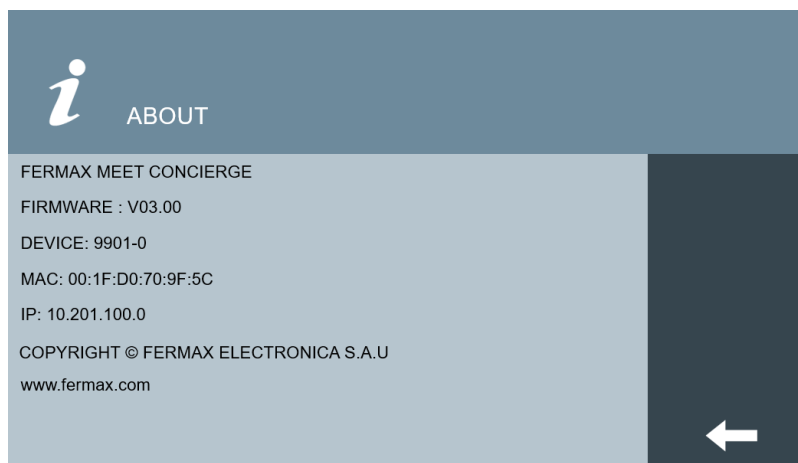 ABOUT
FERMAX MEET CONCIERGE
FIRMWARE : V03.00
DEVICE: 9901-0
MAC: 00:1F:D0:70:9F:5C
IP: 10.201.100.0
COPYRIGHT © FERMAX ELECTRONICA S.A.U
www.fermax.com